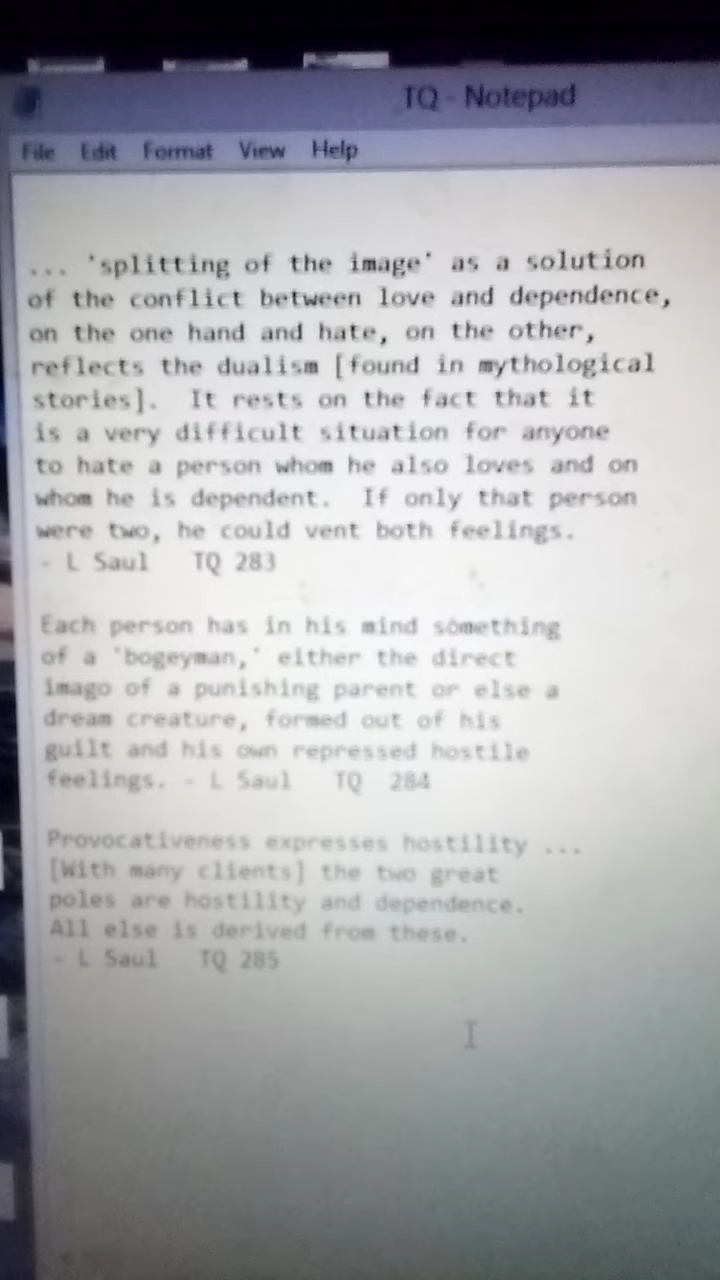 TQ - Notepad
File Edit Format View Help
... 'splitting of the image' as a solution
of the conflict between love and dependence,
on the one hand and hate, on the other,
reflects the dualism [found in mythological
stories].  It rests on the fact that it
is a very difficult situation for anyone
to hate a person whom he also loves and on
whom he is dependent.  If only that person
were two, he could vent both feelings.
- L Saul   TQ 283
Each person has in his mind something
of a 'bogeyman,' either the direct
imago of a punishing parent or else a
dream creature, formed out of his
guilt and his own repressed hostile
feelings. - L Saul   TQ  284
Provocativeness expresses hostility ...
[With many clients] the two great
poles are hostility and dependence.
All else is derived from these.
- L Saul   TQ 285